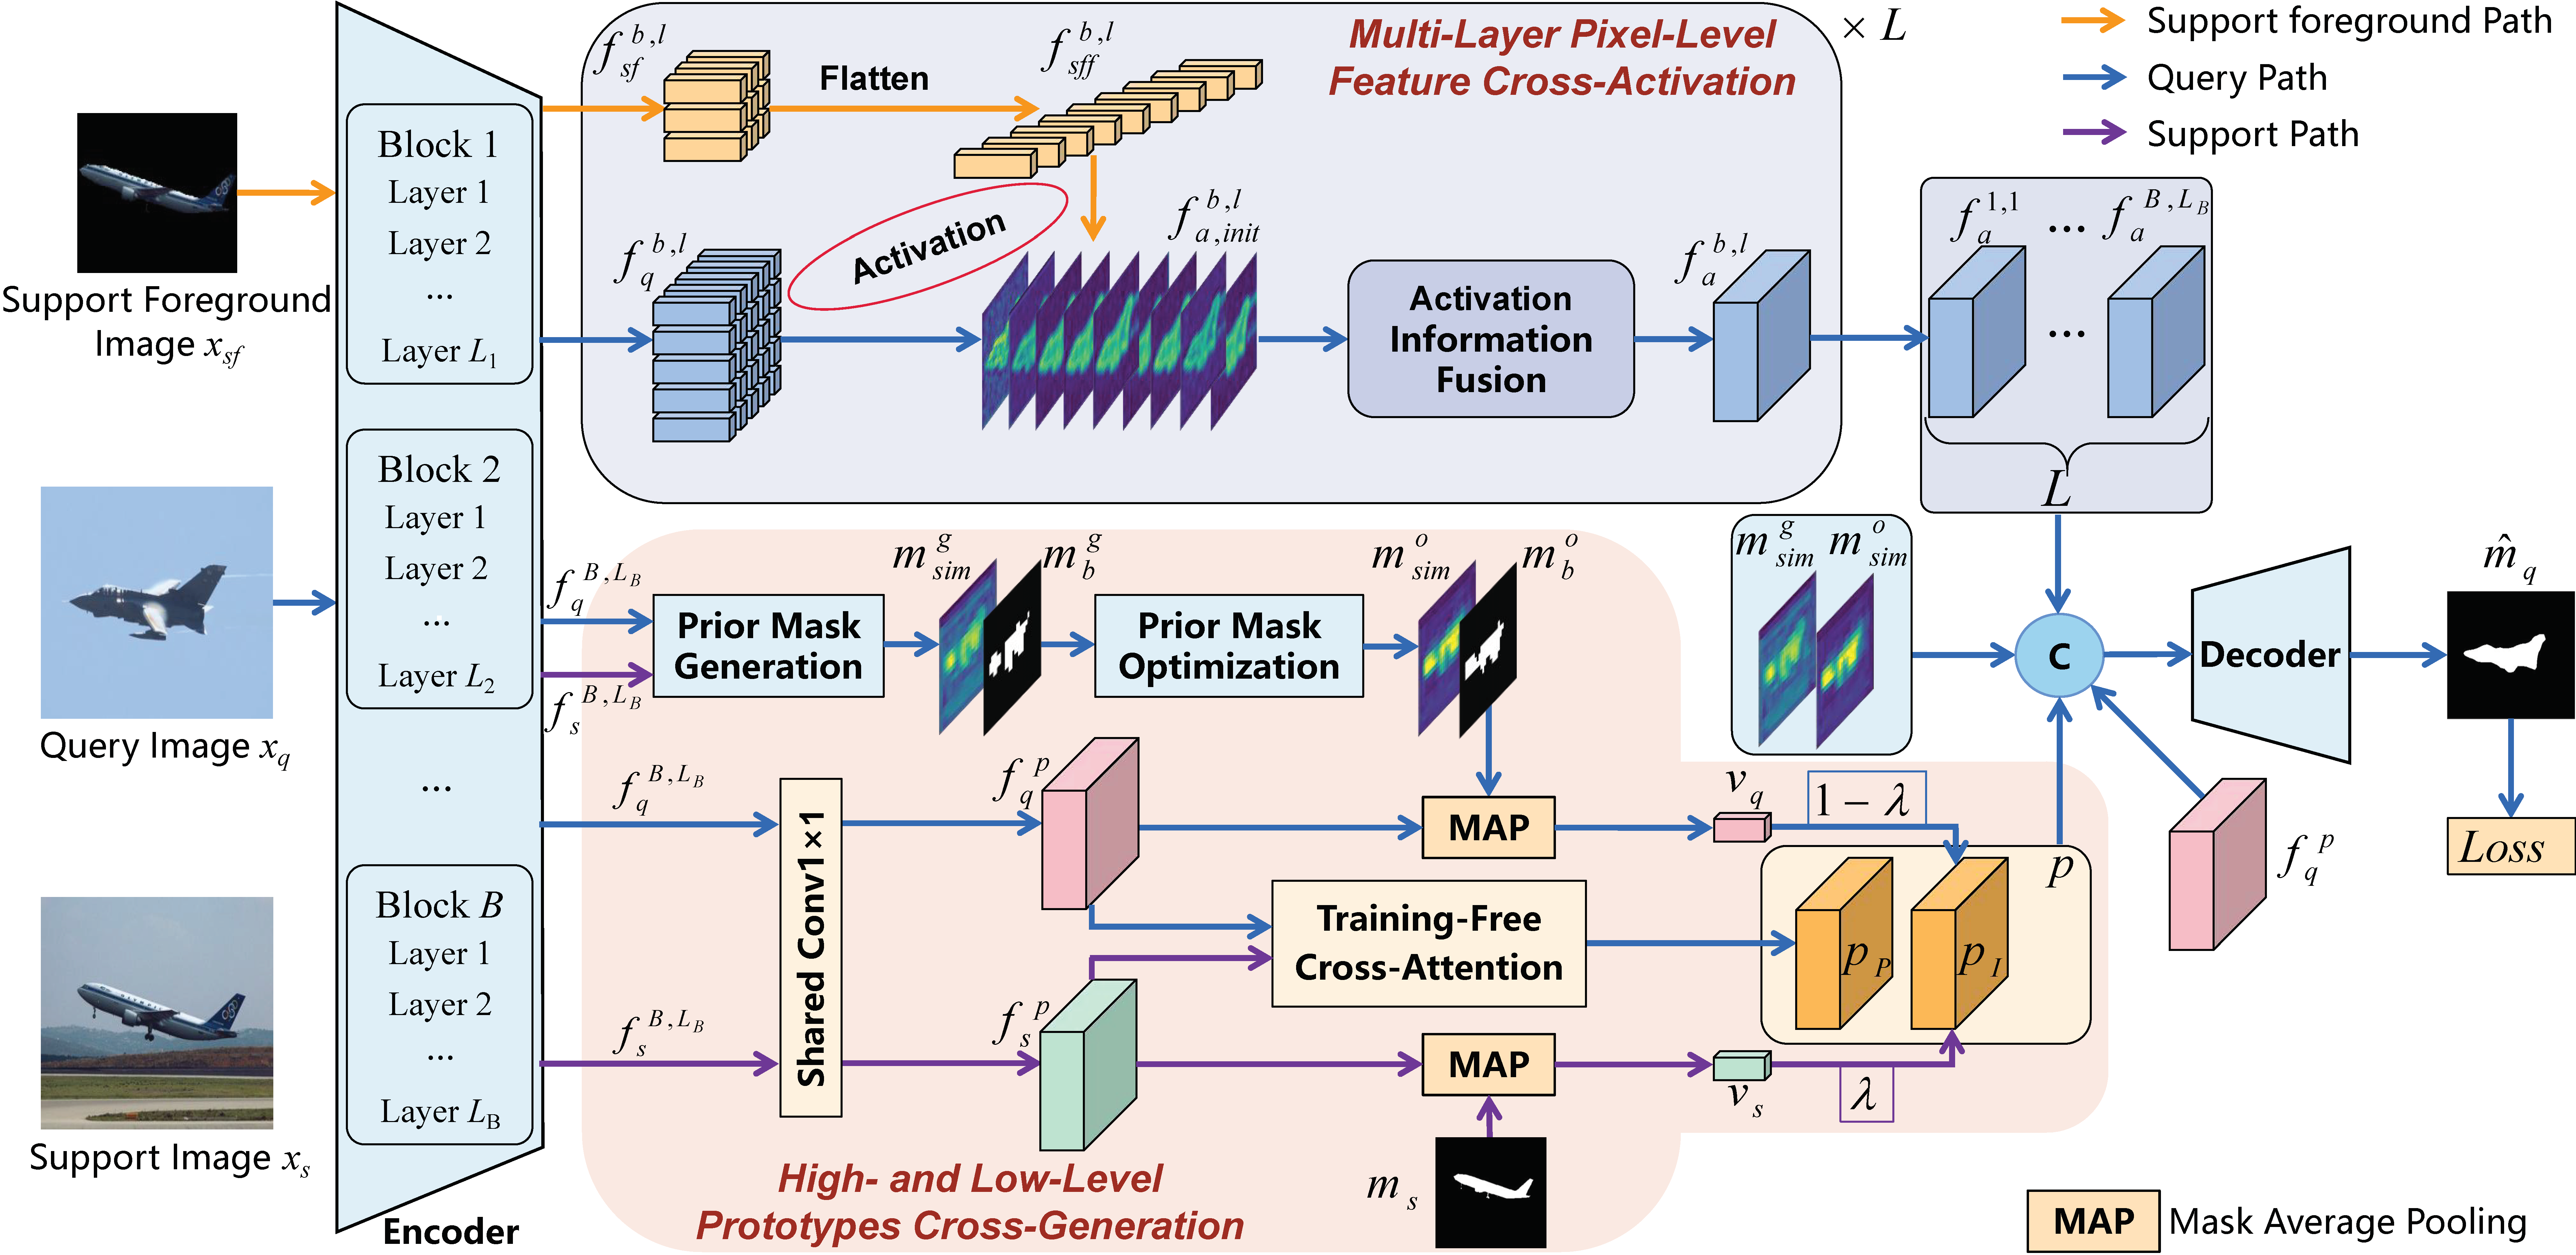 Support foreground Path
Query Path
Support Path
Multi-Layer Pixel-Level
Feature Cross-Activation
× L
f_{sf}^{b,l}
Flatten
f_{sff}^{b,l}
Activation
f_q^{b,l}
f_{a,init}^{b,l}
Activation
Information
Fusion
f_a^{b,l}
f_a^{1,1} ... f_a^{B,L_B}
...
L
Support Foreground
Image x_{sf}
Query Image x_q
Support Image x_s
Block 1
Layer 1
Layer 2
...
Layer L_1
Block 2
Layer 1
Layer 2
...
Layer L_2
...
Block B
Layer 1
Layer 2
...
Layer L_B
Encoder
f_q^{B,L_B}
f_s^{B,L_B}
Prior Mask
Generation
m_{sim}^g
m_b^g
Prior Mask
Optimization
m_{sim}^o
m_b^o
m_{sim}^g m_{sim}^o
C
Decoder
m̂_q
Loss
f_q^p
f_q^{B,L_B}
Shared Conv1×1
f_q^p
MAP
v_q
1 − λ
p
Training-Free
Cross-Attention
p_P
p_I
f_s^{B,L_B}
f_s^p
MAP
v_s
λ
m_s
High- and Low-Level
Prototypes Cross-Generation
MAP Mask Average Pooling